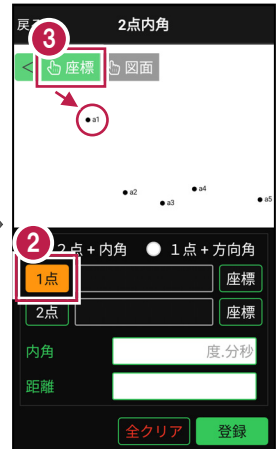 戻 2点内角
3
< 座標 図面
a1
a2 a4
a3 a5
2
2点+内角 1点+方向角
1点 座標
2点 座標
内角 度.分秒
距離
全クリア 登録